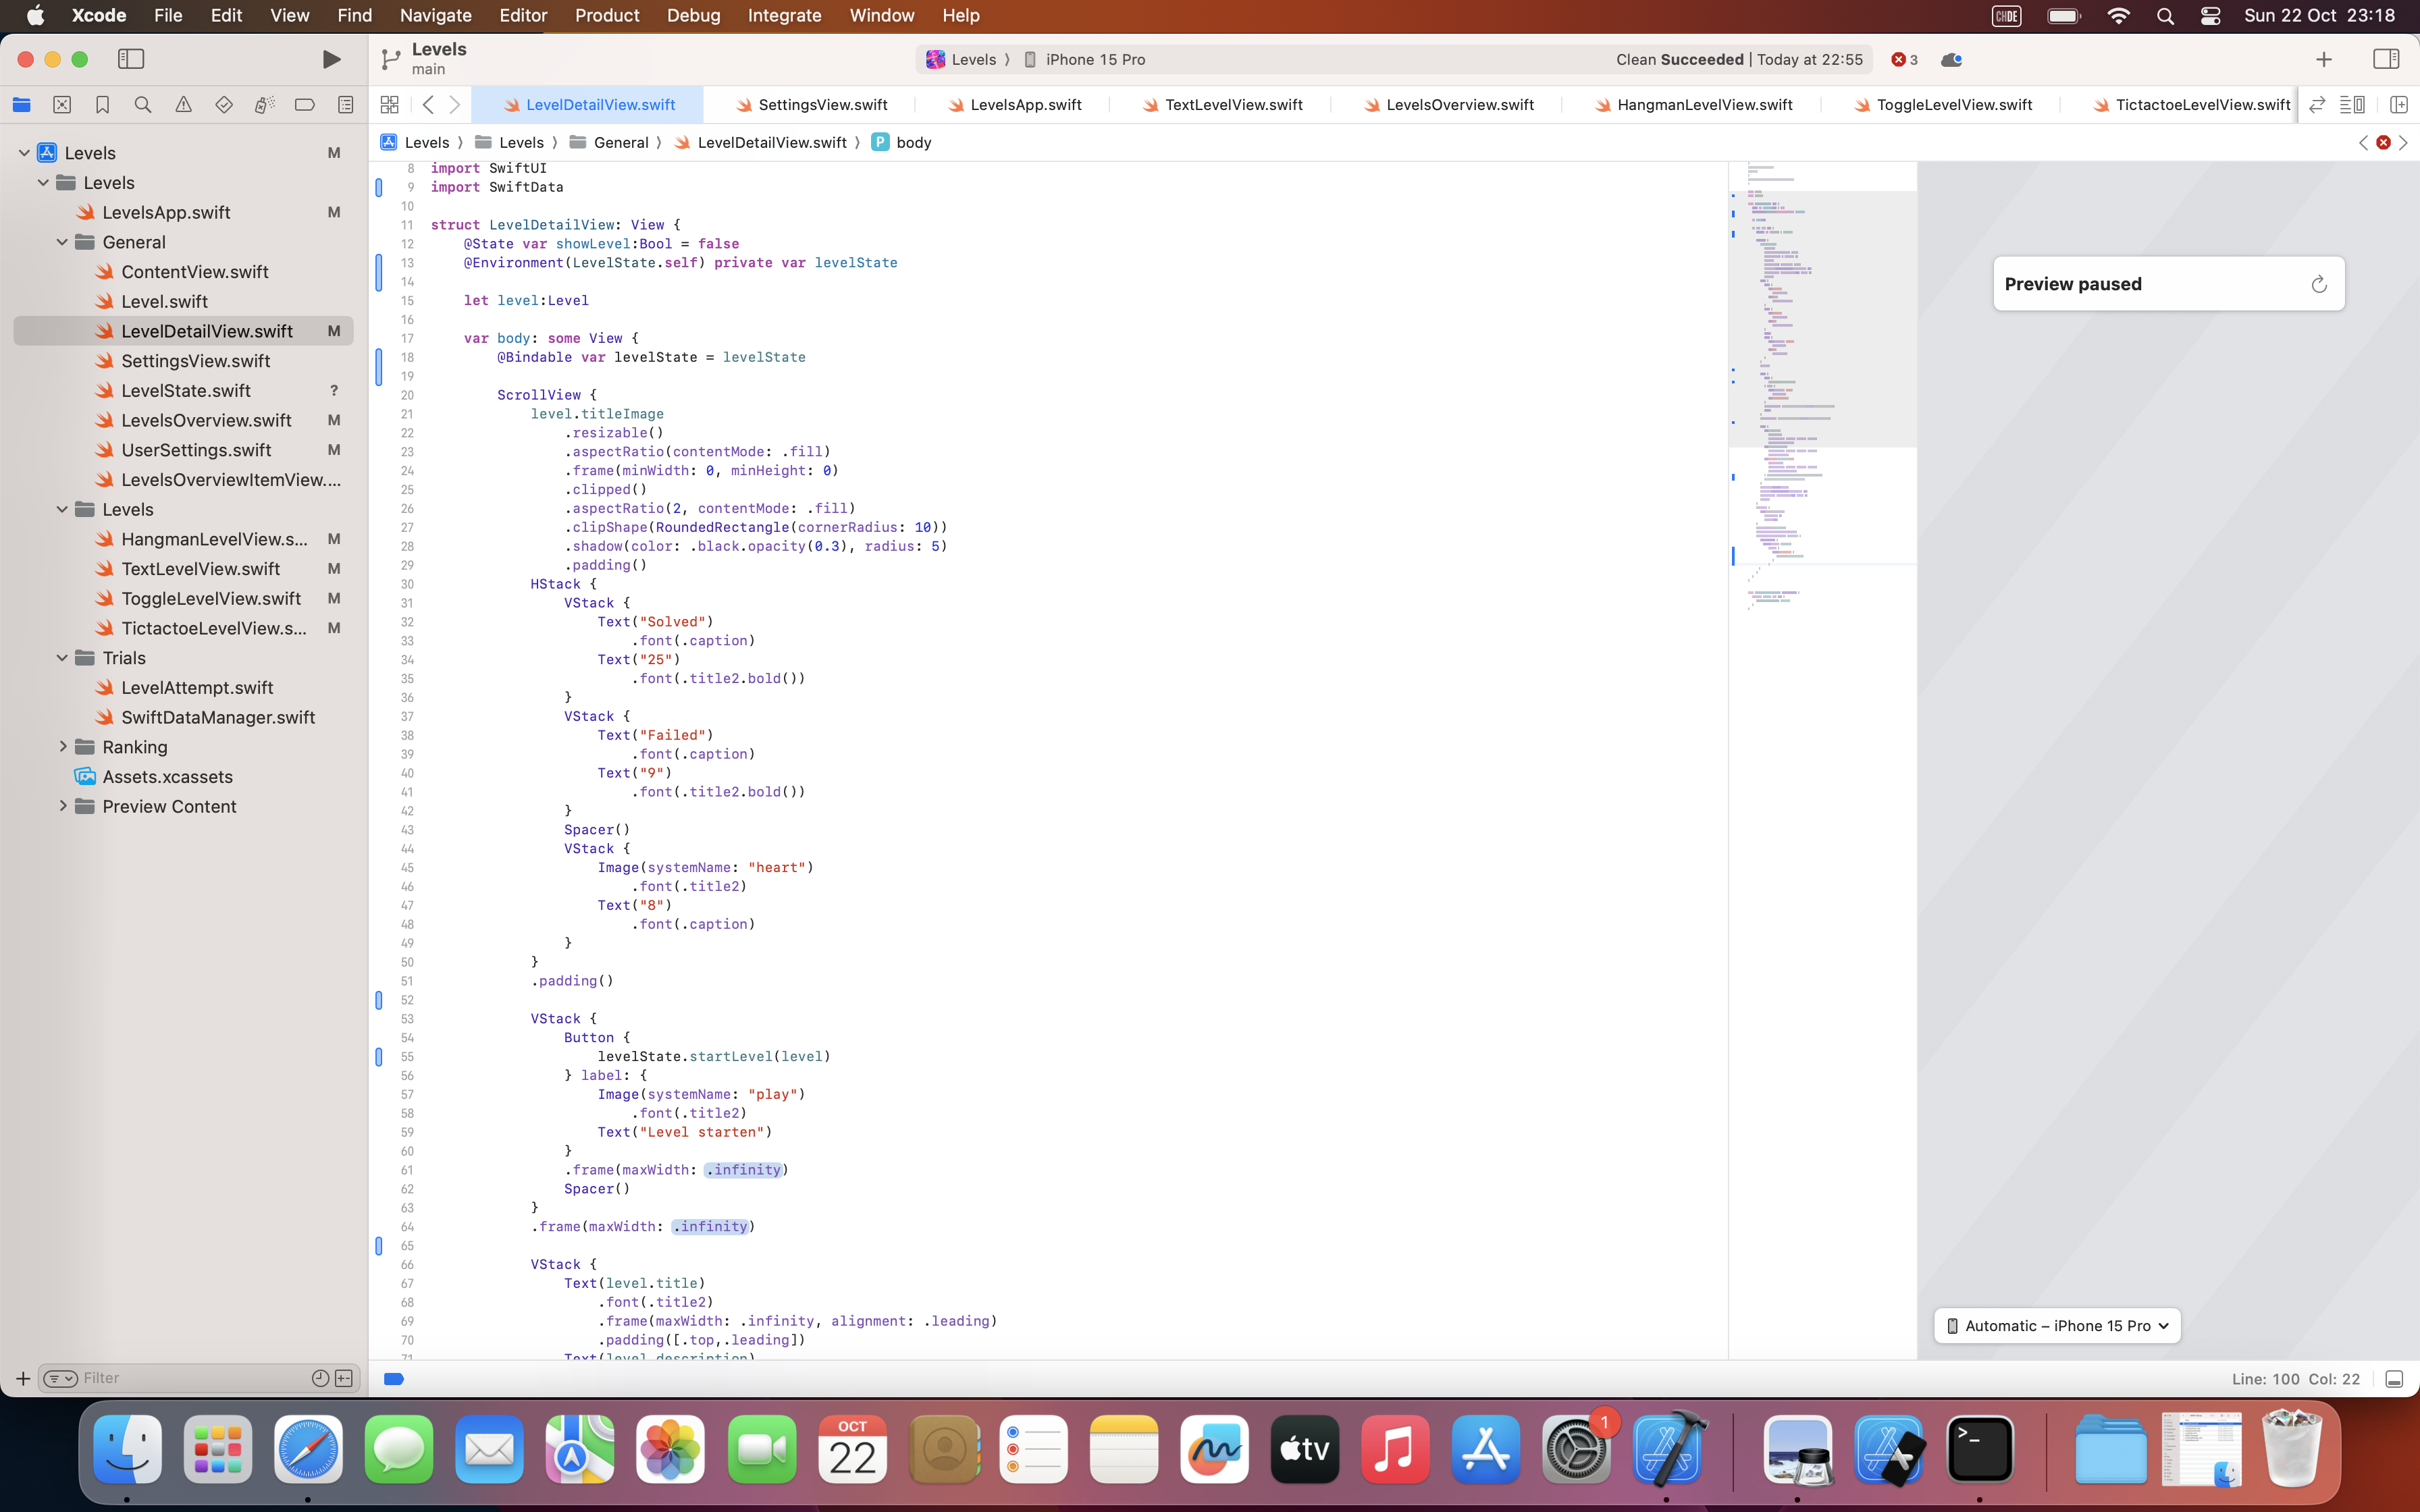 Xcode File Edit View Find Navigate Editor Product Debug Integrate Window Help CHDE Sun 22 Oct 23:18
Levels
main
Levels iPhone 15 Pro Clean Succeeded | Today at 22:55 3
LevelDetailView.swift SettingsView.swift LevelsApp.swift TextLevelView.swift LevelsOverview.swift HangmanLevelView.swift ToggleLevelView.swift TictactoeLevelView.swift
Levels Levels General LevelDetailView.swift P body
Levels M
Levels
LevelsApp.swift M
General
ContentView.swift
Level.swift
LevelDetailView.swift M
SettingsView.swift
LevelState.swift ?
LevelsOverview.swift M
UserSettings.swift M
LevelsOverviewItemView....
Levels
HangmanLevelView.s... M
TextLevelView.swift M
ToggleLevelView.swift M
TictactoeLevelView.s... M
Trials
LevelAttempt.swift
SwiftDataManager.swift
Ranking
Assets.xcassets
Preview Content
Filter
8 import SwiftUI
9 import SwiftData
10
11 struct LevelDetailView: View {
12 @State var showLevel:Bool = false
13 @Environment(LevelState.self) private var levelState
14
15 let level:Level
16
17 var body: some View {
18 @Bindable var levelState = levelState
19
20 ScrollView {
21 level.titleImage
22 .resizable()
23 .aspectRatio(contentMode: .fill)
24 .frame(minWidth: 0, minHeight: 0)
25 .clipped()
26 .aspectRatio(2, contentMode: .fill)
27 .clipShape(RoundedRectangle(cornerRadius: 10))
28 .shadow(color: .black.opacity(0.3), radius: 5)
29 .padding()
30 HStack {
31 VStack {
32 Text("Solved")
33 .font(.caption)
34 Text("25")
35 .font(.title2.bold())
36 }
37 VStack {
38 Text("Failed")
39 .font(.caption)
40 Text("9")
41 .font(.title2.bold())
42 }
43 Spacer()
44 VStack {
45 Image(systemName: "heart")
46 .font(.title2)
47 Text("8")
48 .font(.caption)
49 }
50 }
51 .padding()
52
53 VStack {
54 Button {
55 levelState.startLevel(level)
56 } label: {
57 Image(systemName: "play")
58 .font(.title2)
59 Text("Level starten")
60 }
61 .frame(maxWidth: .infinity)
62 Spacer()
63 }
64 .frame(maxWidth: .infinity)
65
66 VStack {
67 Text(level.title)
68 .font(.title2)
69 .frame(maxWidth: .infinity, alignment: .leading)
70 .padding([.top,.leading])
71 Text(level.description)
Preview paused
Automatic – iPhone 15 Pro
Line: 100 Col: 22
OCT
22
tv
1
>_